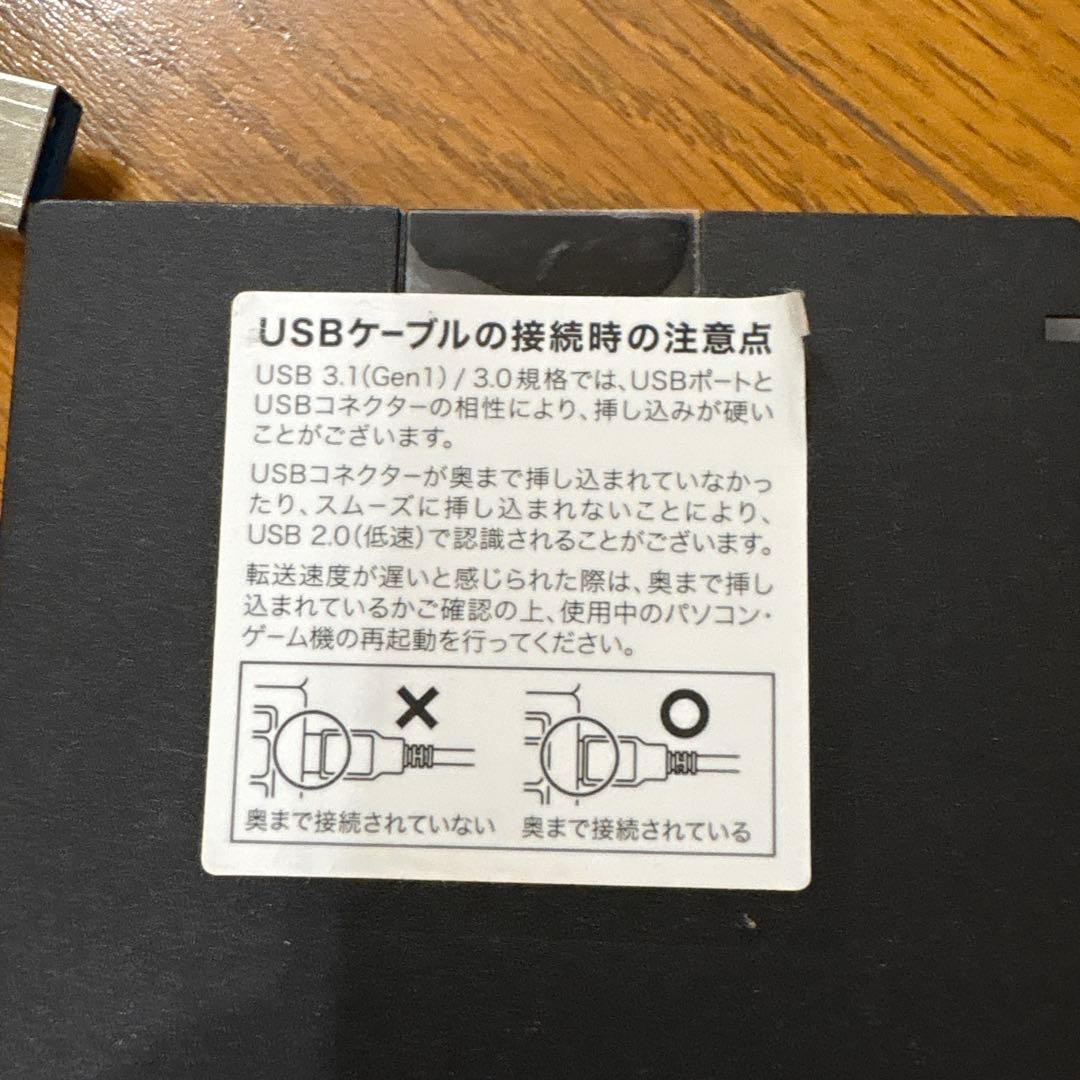 USBケーブルの接続時の注意点
USB 3.1(Gen1) / 3.0規格では、USBポートと
USBコネクターの相性により、挿し込みが硬い
ことがございます。
USBコネクターが奥まで挿し込まれていなかっ
たり、スムーズに挿し込まれないことにより、
USB 2.0(低速)で認識されることがございます。
転送速度が遅いと感じられた際は、奥まで挿し
込まれているかご確認の上、使用中のパソコン・
ゲーム機の再起動を行ってください。
奥まで接続されていない
奥まで接続されている